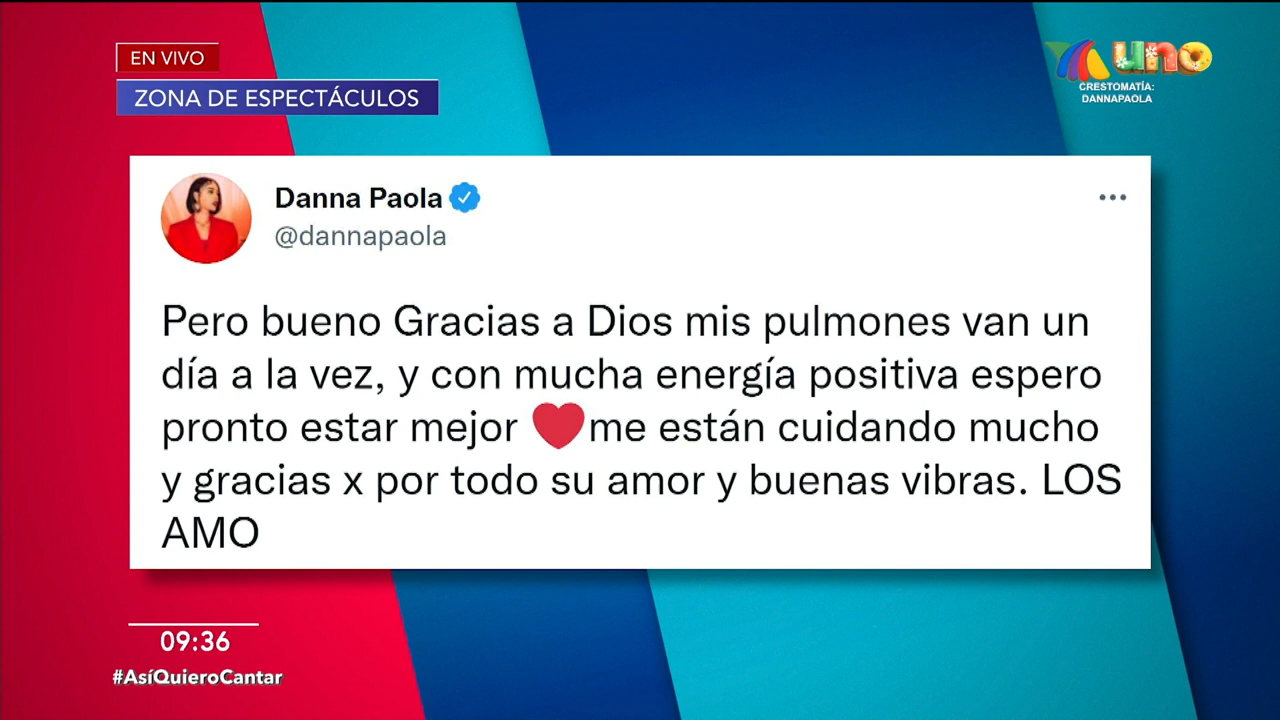 EN VIVO
ZONA DE ESPECTÁCULOS
uno
CRESTOMATÍA:
DANNAPAOLA
Danna Paola
@dannapaola
Pero bueno Gracias a Dios mis pulmones van un
día a la vez, y con mucha energía positiva espero
pronto estar mejor ❤️me están cuidando mucho
y gracias x por todo su amor y buenas vibras. LOS
AMO
09:36
#AsíQuieroCantar